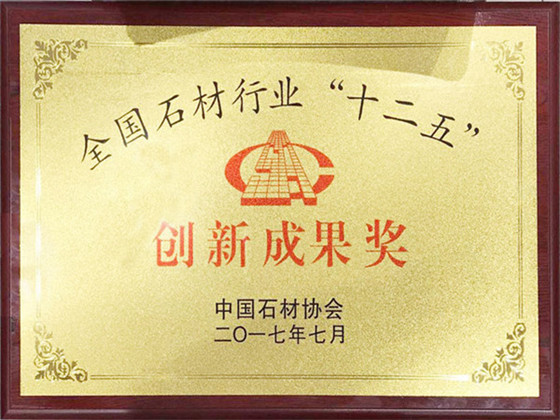 全国石材行业“十二五”
创新成果奖
中国石材协会
二〇一七年七月